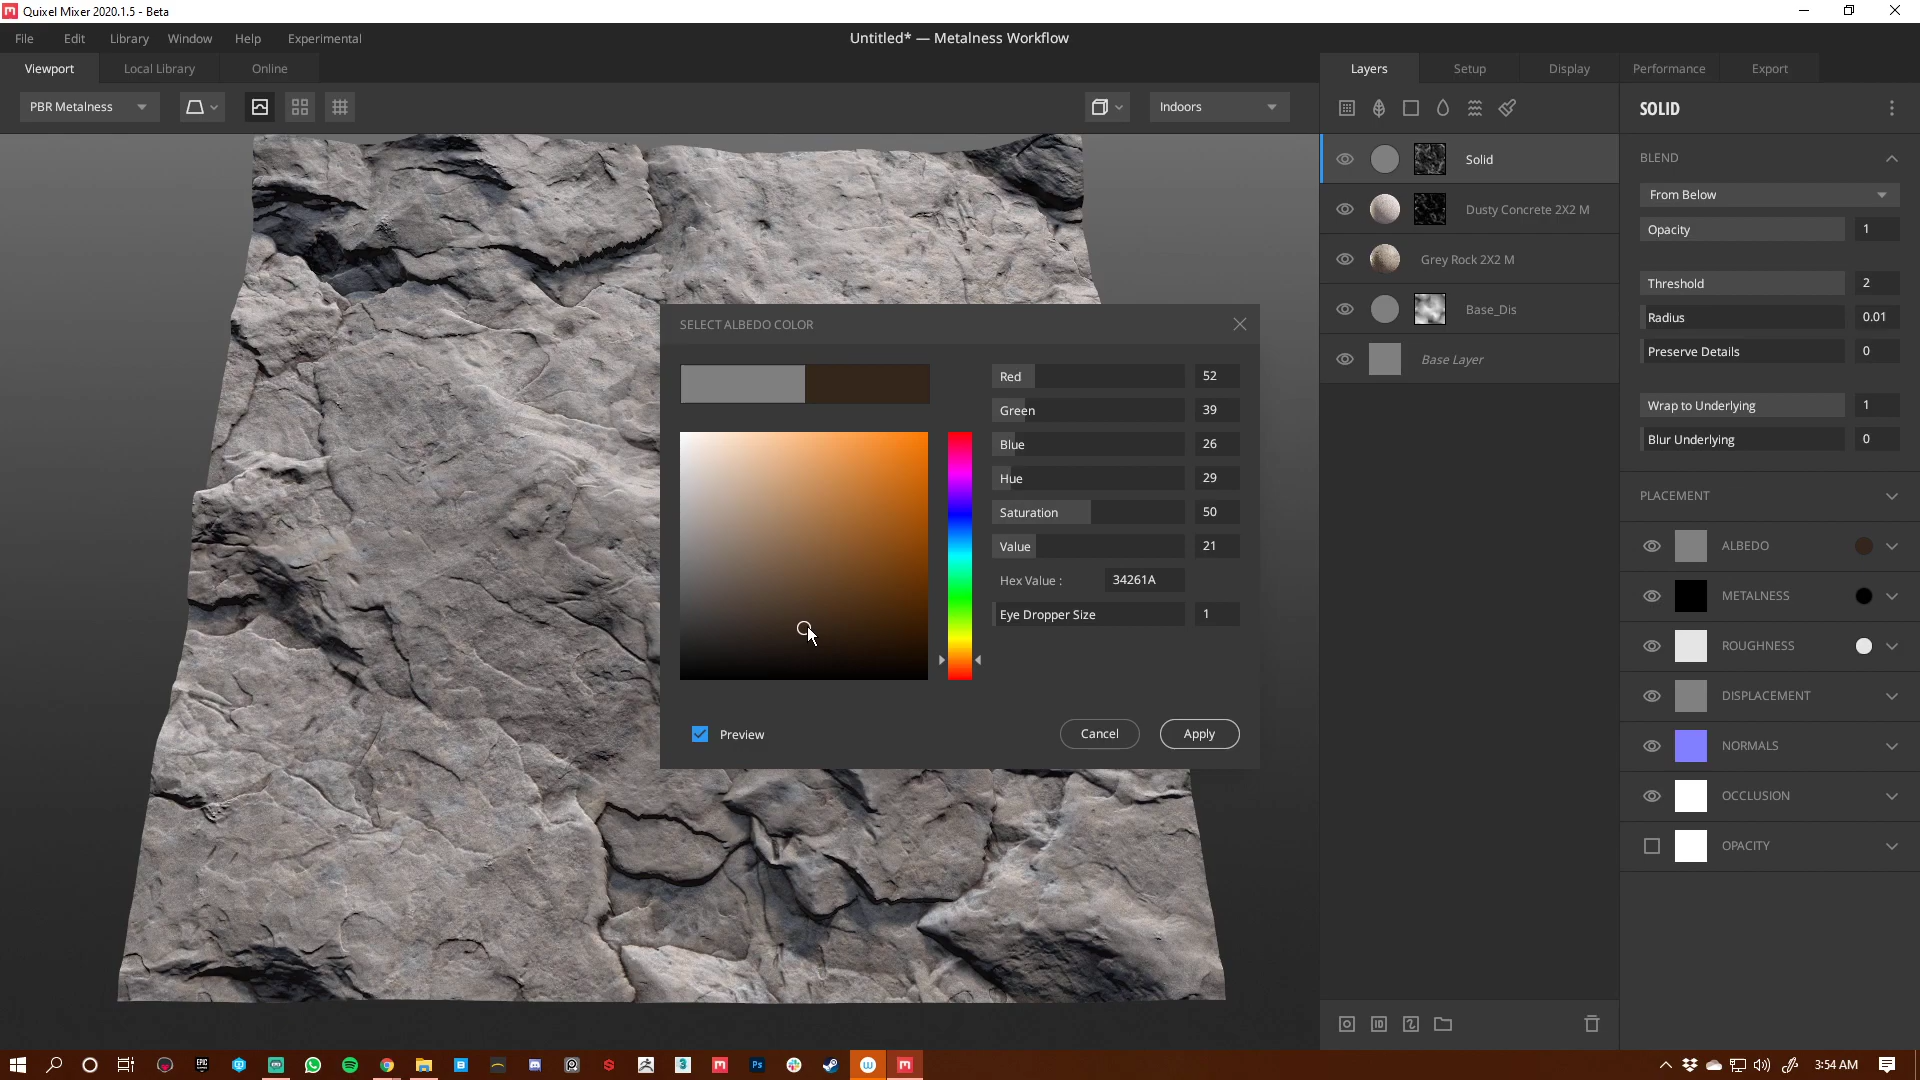 Quixel Mixer 2020.1.5 - Beta
File Edit Library Window Help Experimental
Untitled* — Metalness Workflow
Viewport Local Library Online
Layers Setup Display Performance Export
PBR Metalness
Indoors
SOLID
Solid
Dusty Concrete 2X2 M
Grey Rock 2X2 M
Base_Dis
Base Layer
BLEND
From Below
Opacity 1
Threshold 2
Radius 0.01
Preserve Details 0
Wrap to Underlying 1
Blur Underlying 0
PLACEMENT
ALBEDO
METALNESS
ROUGHNESS
DISPLACEMENT
NORMALS
OCCLUSION
OPACITY
SELECT ALBEDO COLOR
Red 52
Green 39
Blue 26
Hue 29
Saturation 50
Value 21
Hex Value : 34261A
Eye Dropper Size 1
Preview
Cancel
Apply
3:54 AM